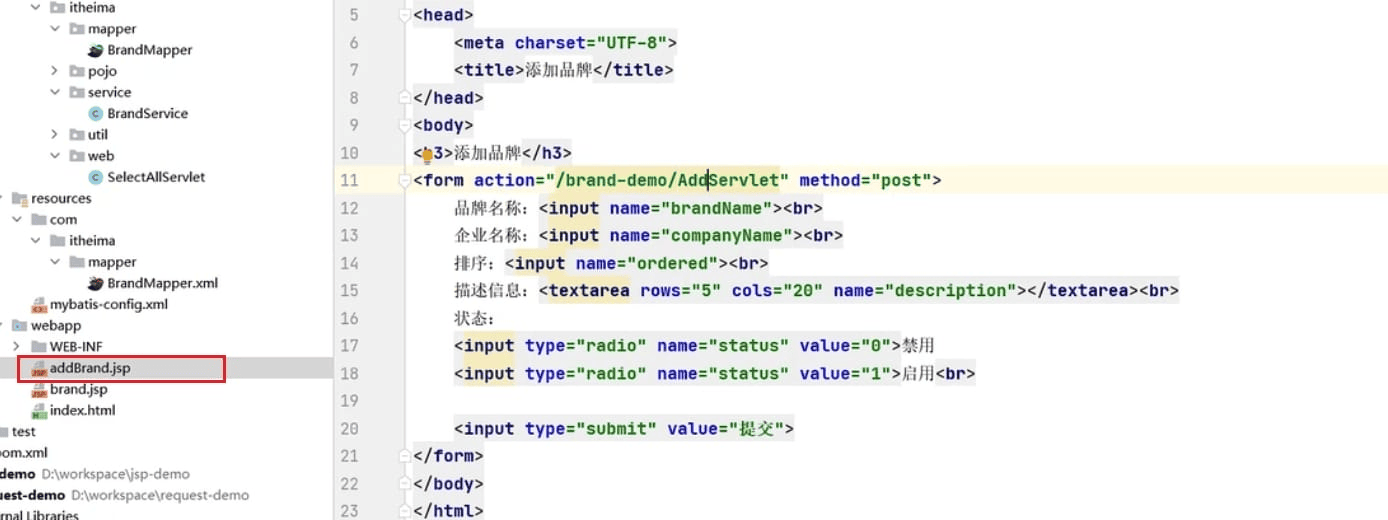 itheima
mapper
BrandMapper
pojo
service
BrandService
util
web
SelectAllServlet
resources
com
itheima
mapper
BrandMapper.xml
mybatis-config.xml
webapp
WEB-INF
addBrand.jsp
brand.jsp
index.html
test
om.xml
demo D:\workspace\jsp-demo
uest-demo D:\workspace\request-demo
nal Libraries
5 <head>
6 <meta charset="UTF-8">
7 <title>添加品牌</title>
8 </head>
9 <body>
10 <h3>添加品牌</h3>
11 <form action="/brand-demo/AddServlet" method="post">
12 品牌名称：<input name="brandName"><br>
13 企业名称：<input name="companyName"><br>
14 排序：<input name="ordered"><br>
15 描述信息：<textarea rows="5" cols="20" name="description"></textarea><br>
16 状态：
17 <input type="radio" name="status" value="0">禁用
18 <input type="radio" name="status" value="1">启用<br>
19
20 <input type="submit" value="提交">
21 </form>
22 </body>
23 </html>